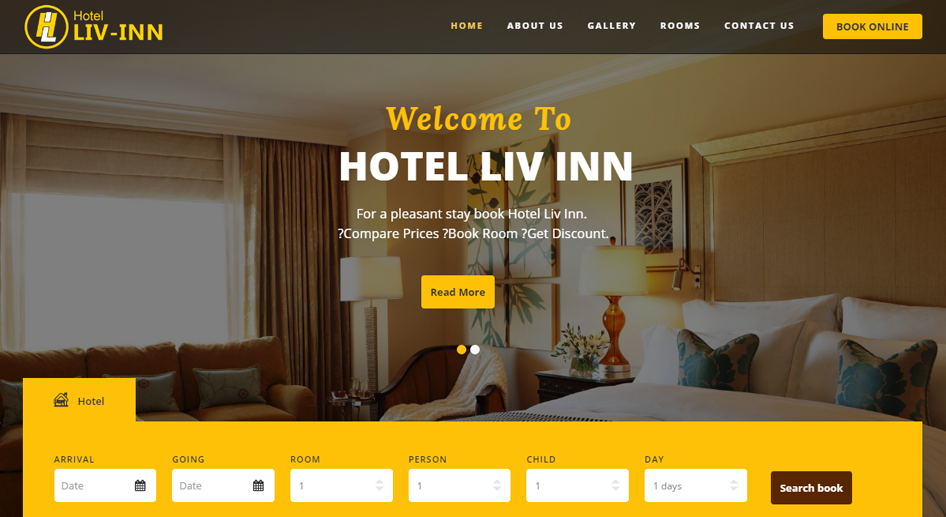 Hotel
LIV-INN
HOME ABOUT US GALLERY ROOMS CONTACT US BOOK ONLINE
Welcome To
HOTEL LIV INN
For a pleasant stay book Hotel Liv Inn.
?Compare Prices ?Book Room ?Get Discount.
Read More
Hotel
ARRIVAL GOING ROOM PERSON CHILD DAY
Date Date 1 1 1 1 days Search book